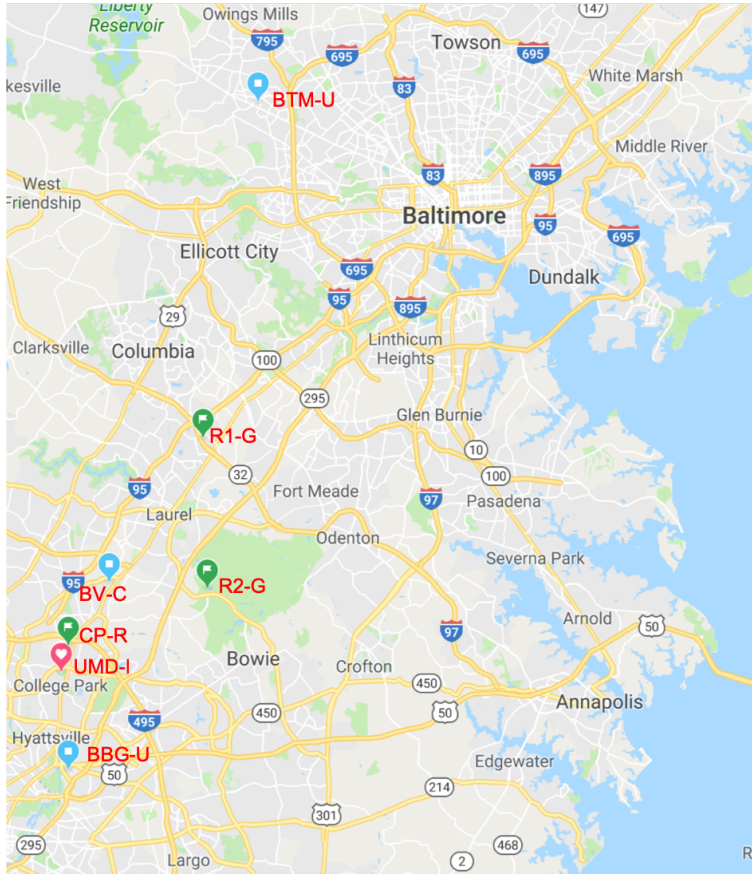 Liberty
Reservoir
Owings Mills
147
795
695
Towson
695
White Marsh
kesville
BTM-U
83
Middle River
83
895
West
Friendship
Baltimore
95
695
Ellicott City
695
Dundalk
95
895
29
Linthicum
Heights
Clarksville
Columbia
100
295
Glen Burnie
R1-G
10
32
100
95
Fort Meade
97
Pasadena
Laurel
Odenton
Severna Park
95
BV-C
R2-G
Arnold
50
CP-R
97
UMD-I
Bowie
Crofton
College Park
450
Annapolis
495
450
50
Hyattsville
BBG-U
50
Edgewater
214
301
295
468
Largo
2
R